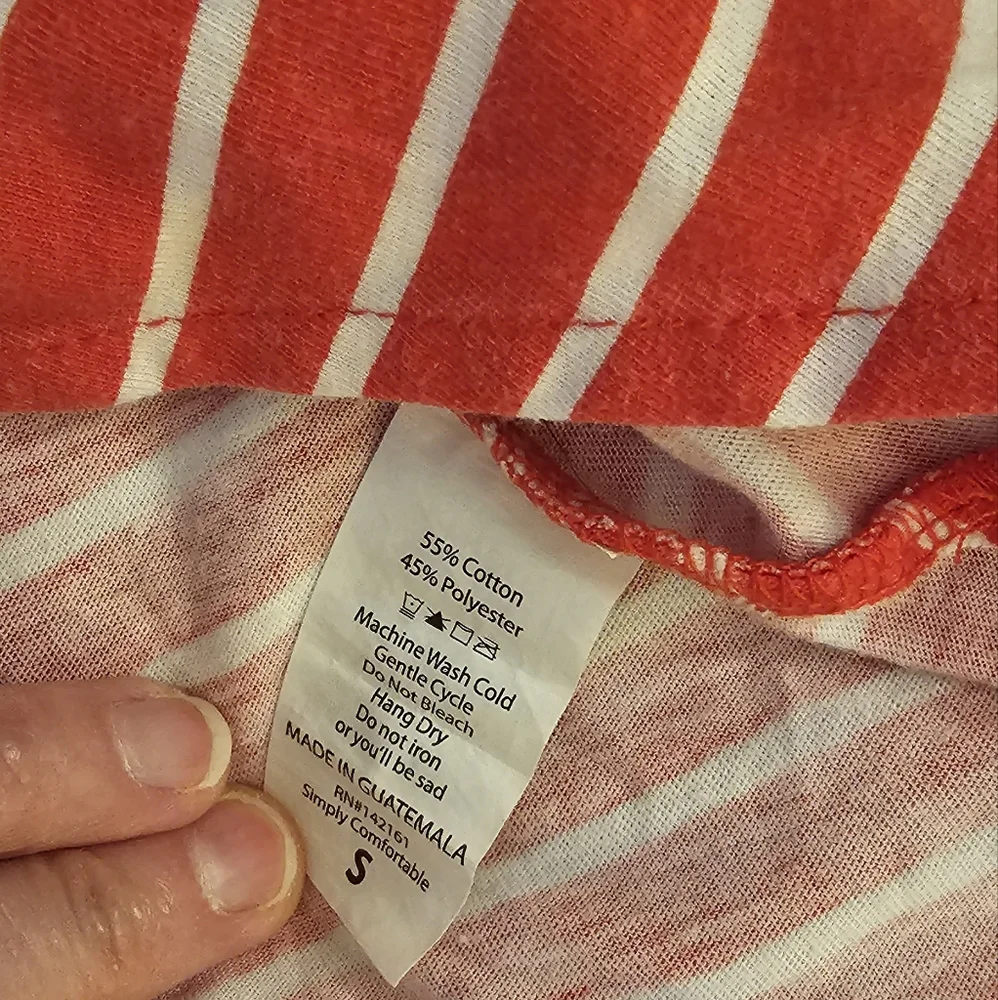 55% Cotton
45% Polyester
Machine Wash Cold
Gentle Cycle
Do Not Bleach
Hang Dry
Do not iron
or you'll be sad
MADE IN GUATEMALA
RN#142161
Simply Comfortable
S